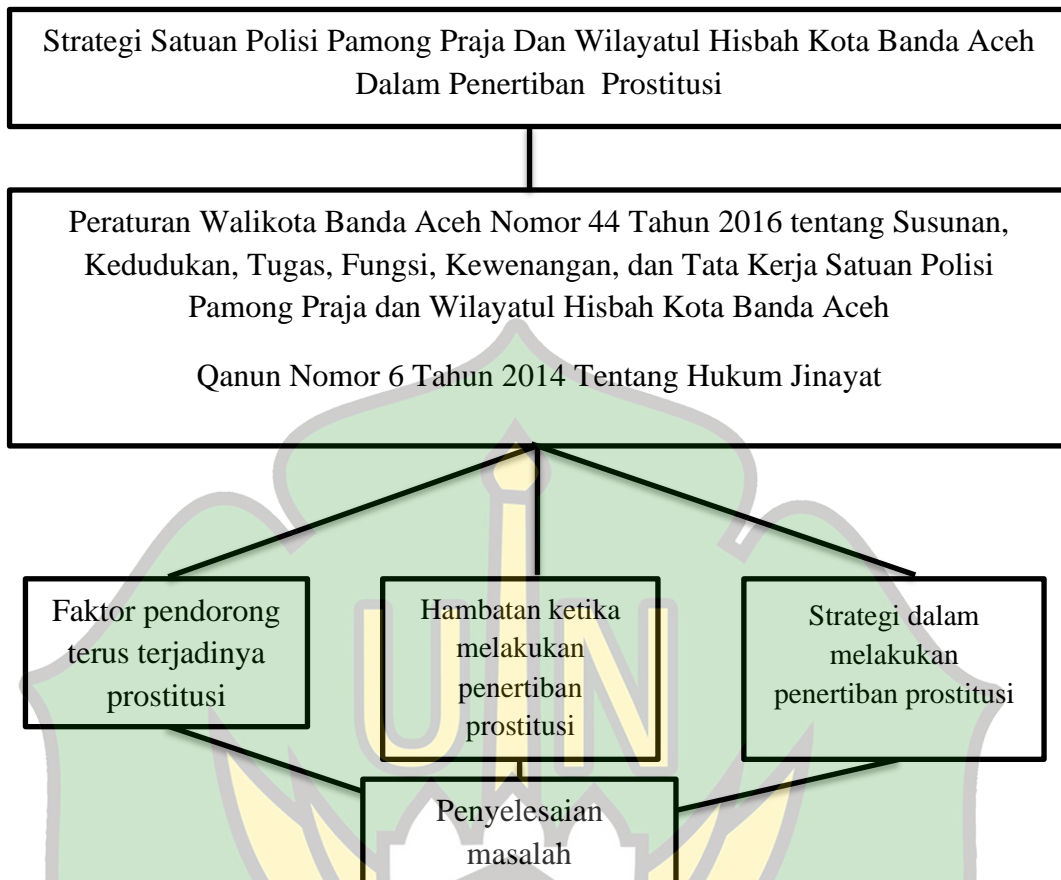 Strategi Satuan Polisi Pamong Praja Dan Wilayatul Hisbah Kota Banda Aceh
Dalam Penertiban Prostitusi
Peraturan Walikota Banda Aceh Nomor 44 Tahun 2016 tentang Susunan,
Kedudukan, Tugas, Fungsi, Kewenangan, dan Tata Kerja Satuan Polisi
Pamong Praja dan Wilayatul Hisbah Kota Banda Aceh
Qanun Nomor 6 Tahun 2014 Tentang Hukum Jinayat
Faktor pendorong
terus terjadinya
prostitusi
Hambatan ketika
melakukan
penertiban
prostitusi
Strategi dalam
melakukan
penertiban prostitusi
UIN
Penyelesaian
masalah